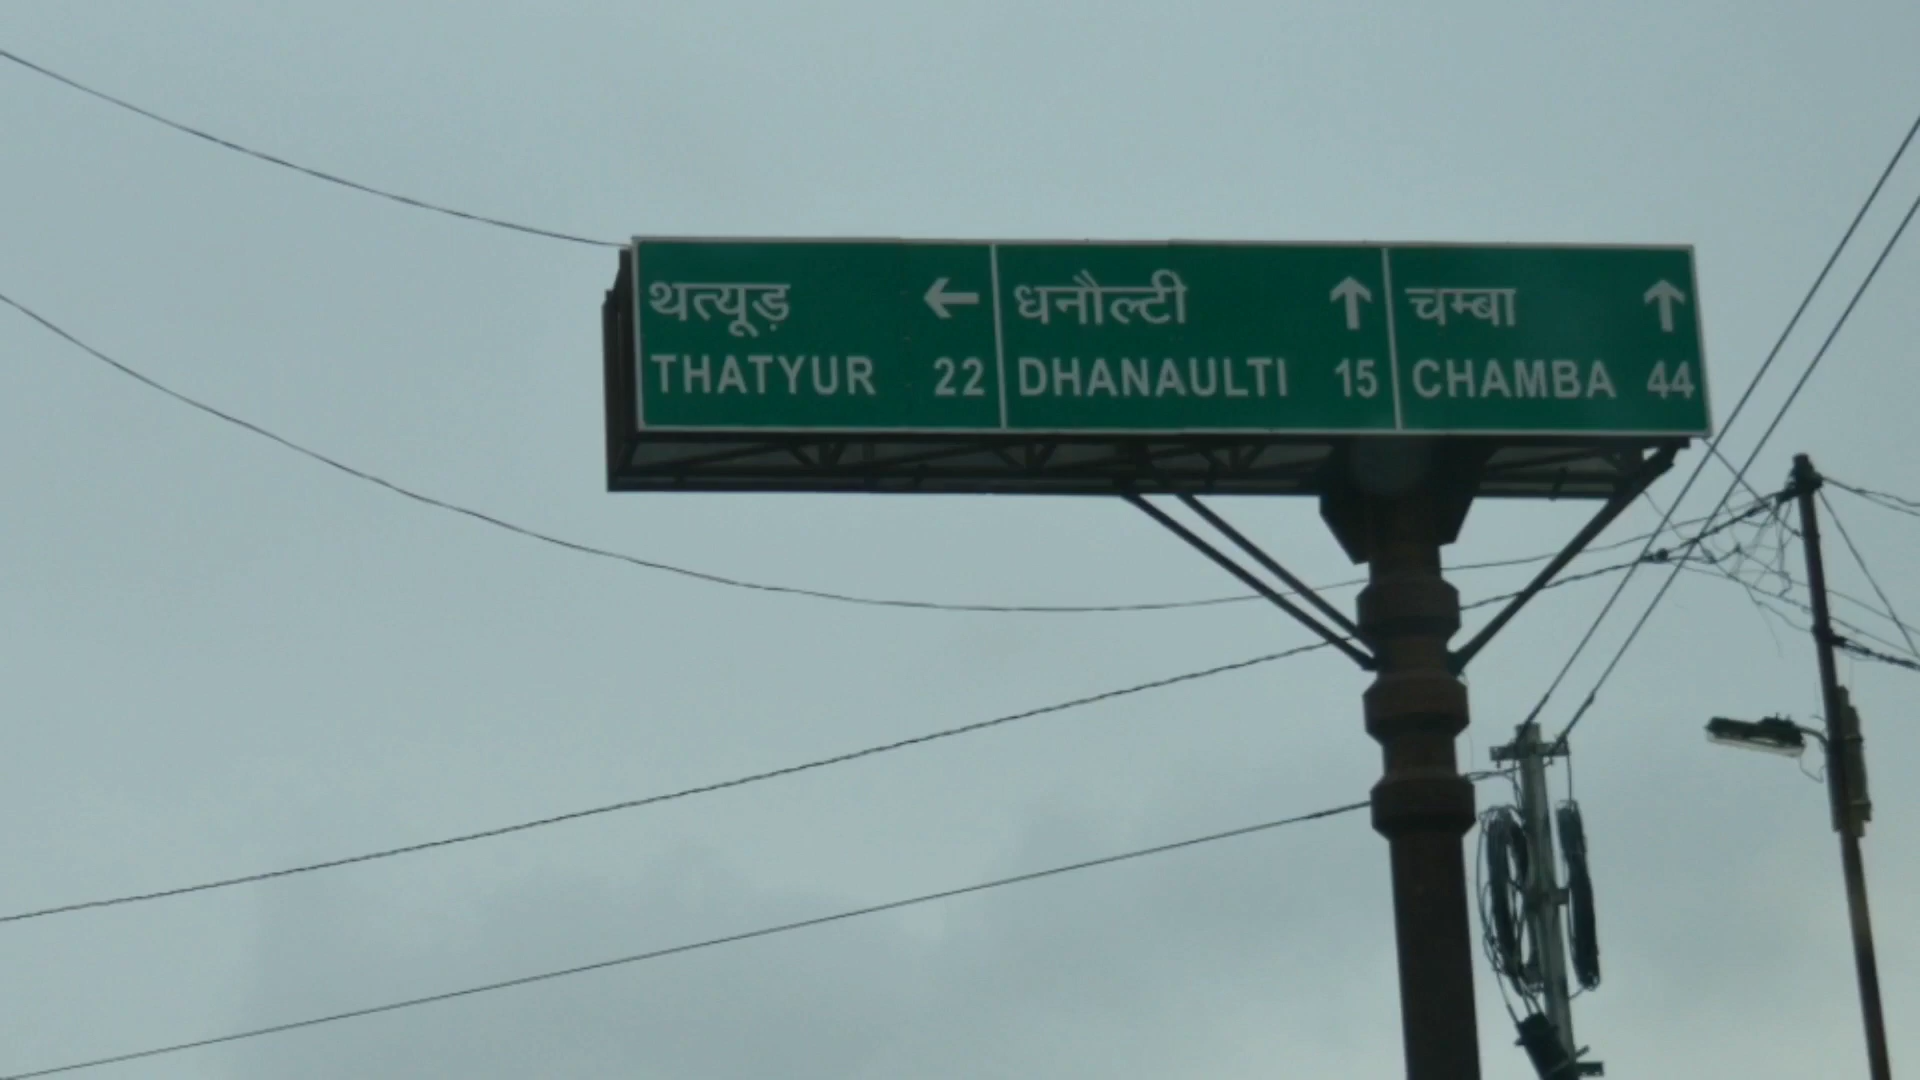 थत्यूड़ ← धनौल्टी ↑ चम्बा ↑
THATYUR 22 DHANAULTI 15 CHAMBA 44